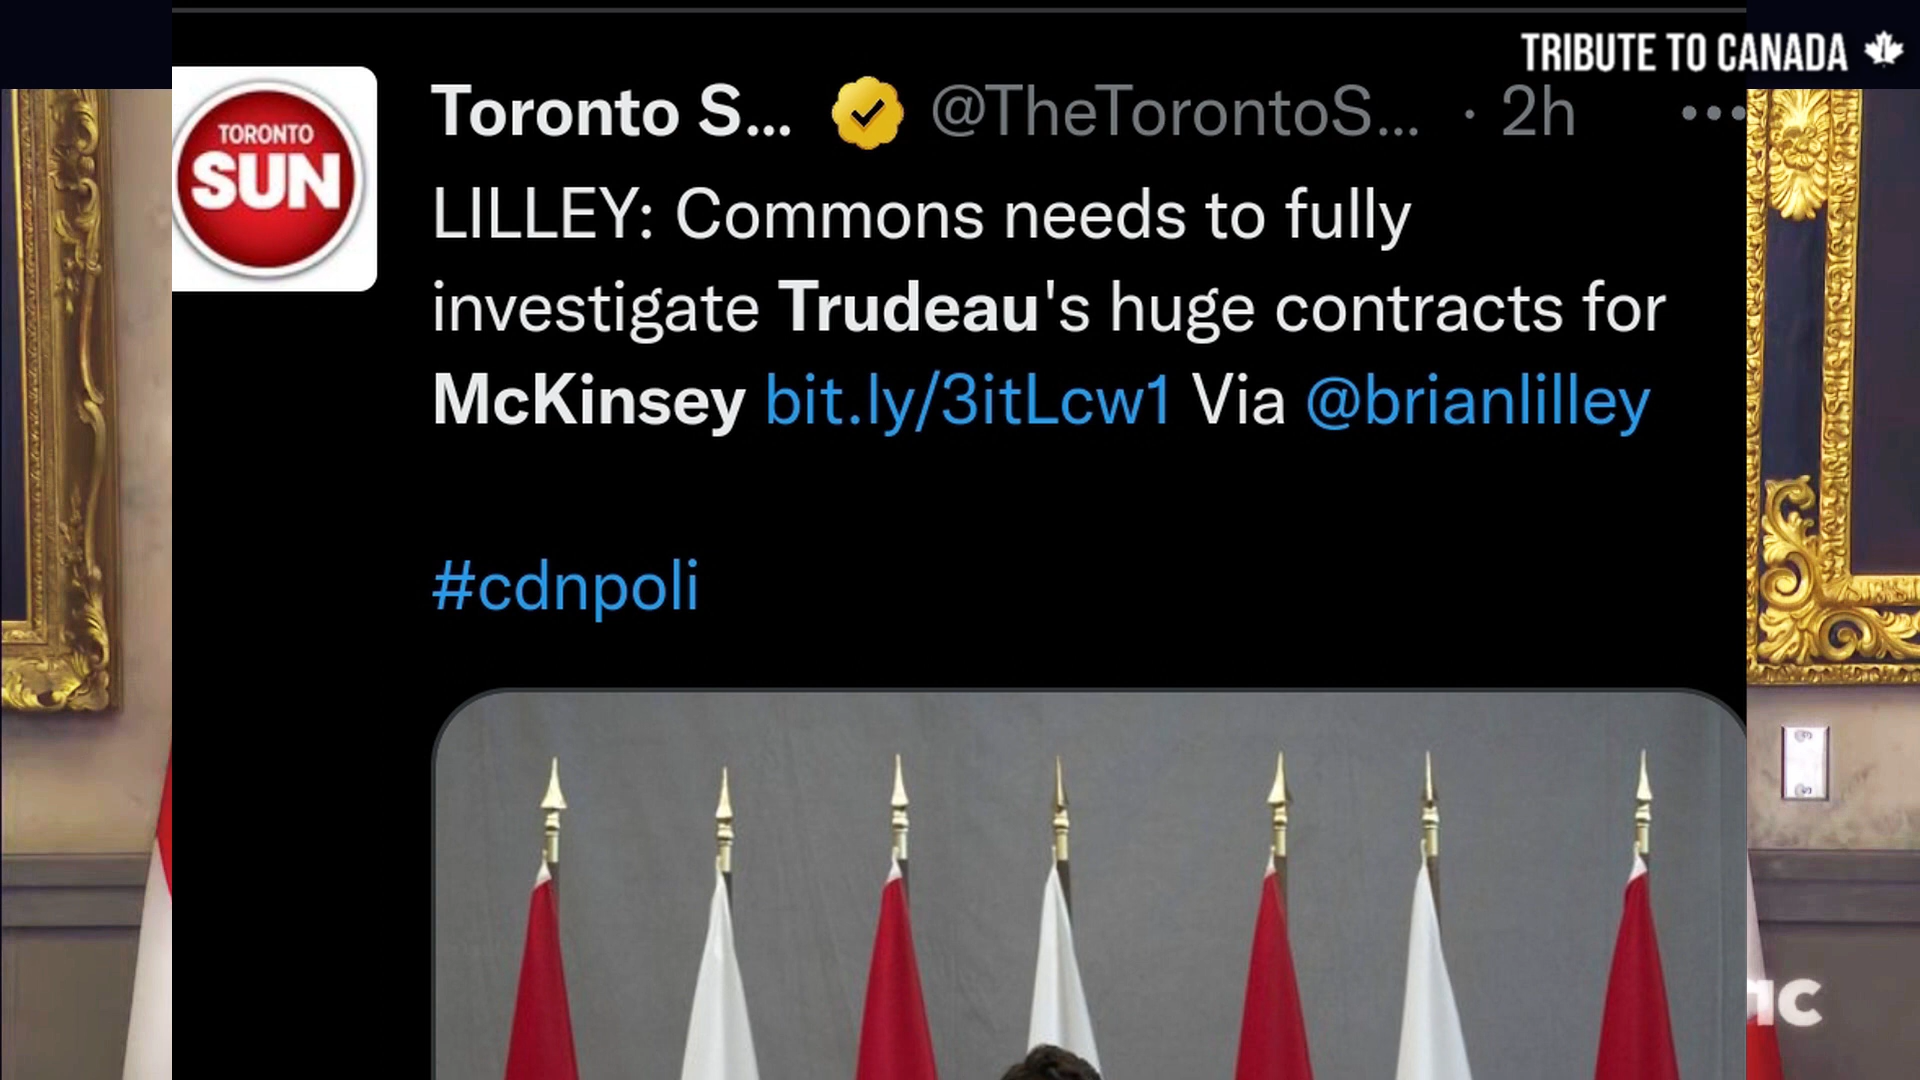 TRIBUTE TO CANADA
TORONTO
SUN
Toronto S... @TheTorontoS... · 2h
LILLEY: Commons needs to fully
investigate Trudeau's huge contracts for
McKinsey bit.ly/3itLcw1 Via @brianlilley
#cdnpoli